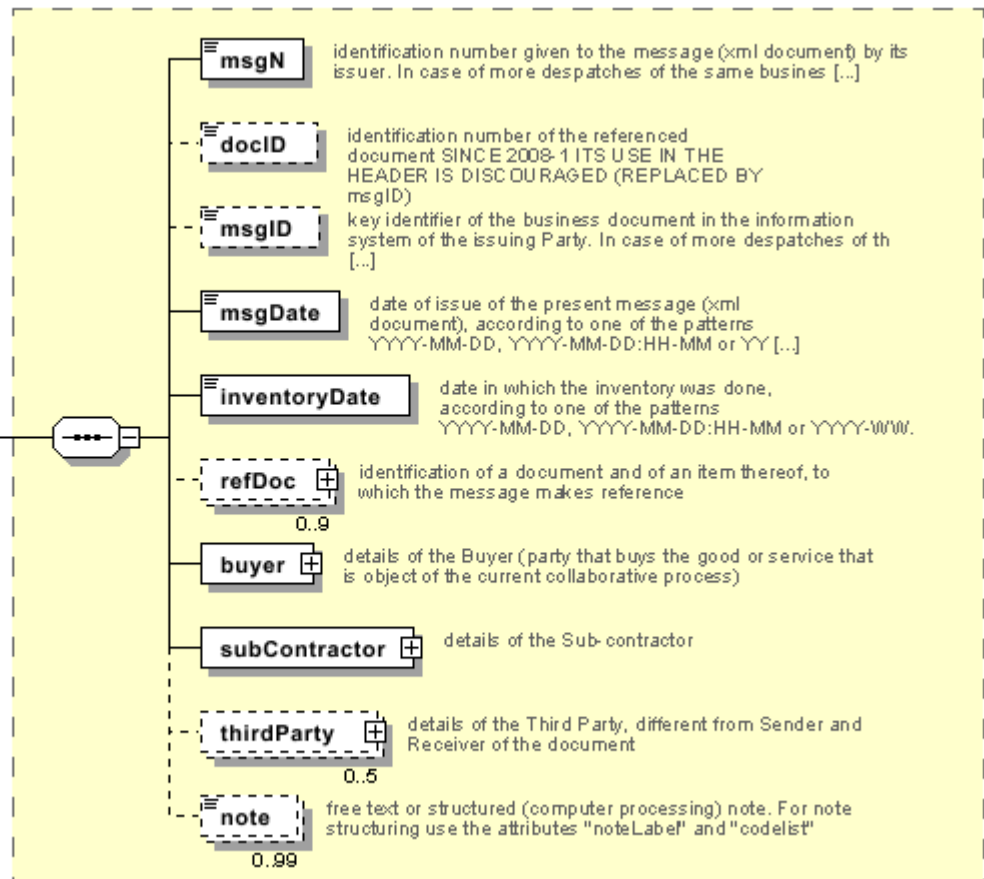 msgN
identification number given to the message (xml document) by its
issuer. In case of more despatches of the same busines [...]
docID
identification number of the referenced
document SINCE 2008-1 ITS USE IN THE
HEADER IS DISCOURAGED (REPLACED BY
msgID)
msgID
key identifier of the business document in the information
system of the issuing Party. In case of more despatches of th
[...]
msgDate
date of issue of the present message (xml
document), according to one of the patterns
YYYY-MM-DD, YYYY-MM-DD:HH-MM or YY [...]
inventoryDate
date in which the inventory was done,
according to one of the patterns
YYYY-MM-DD, YYYY-MM-DD:HH-MM or YYYY-WW.
refDoc
identification of a document and of an item thereof, to
which the message makes reference
0..9
buyer
details of the Buyer (party that buys the good or service that
is object of the current collaborative process)
subContractor
details of the Sub-contractor
thirdParty
details of the Third Party, different from Sender and
Receiver of the document
0..5
note
free text or structured (computer processing) note. For note
structuring use the attributes "noteLabel" and "codelist"
0..99